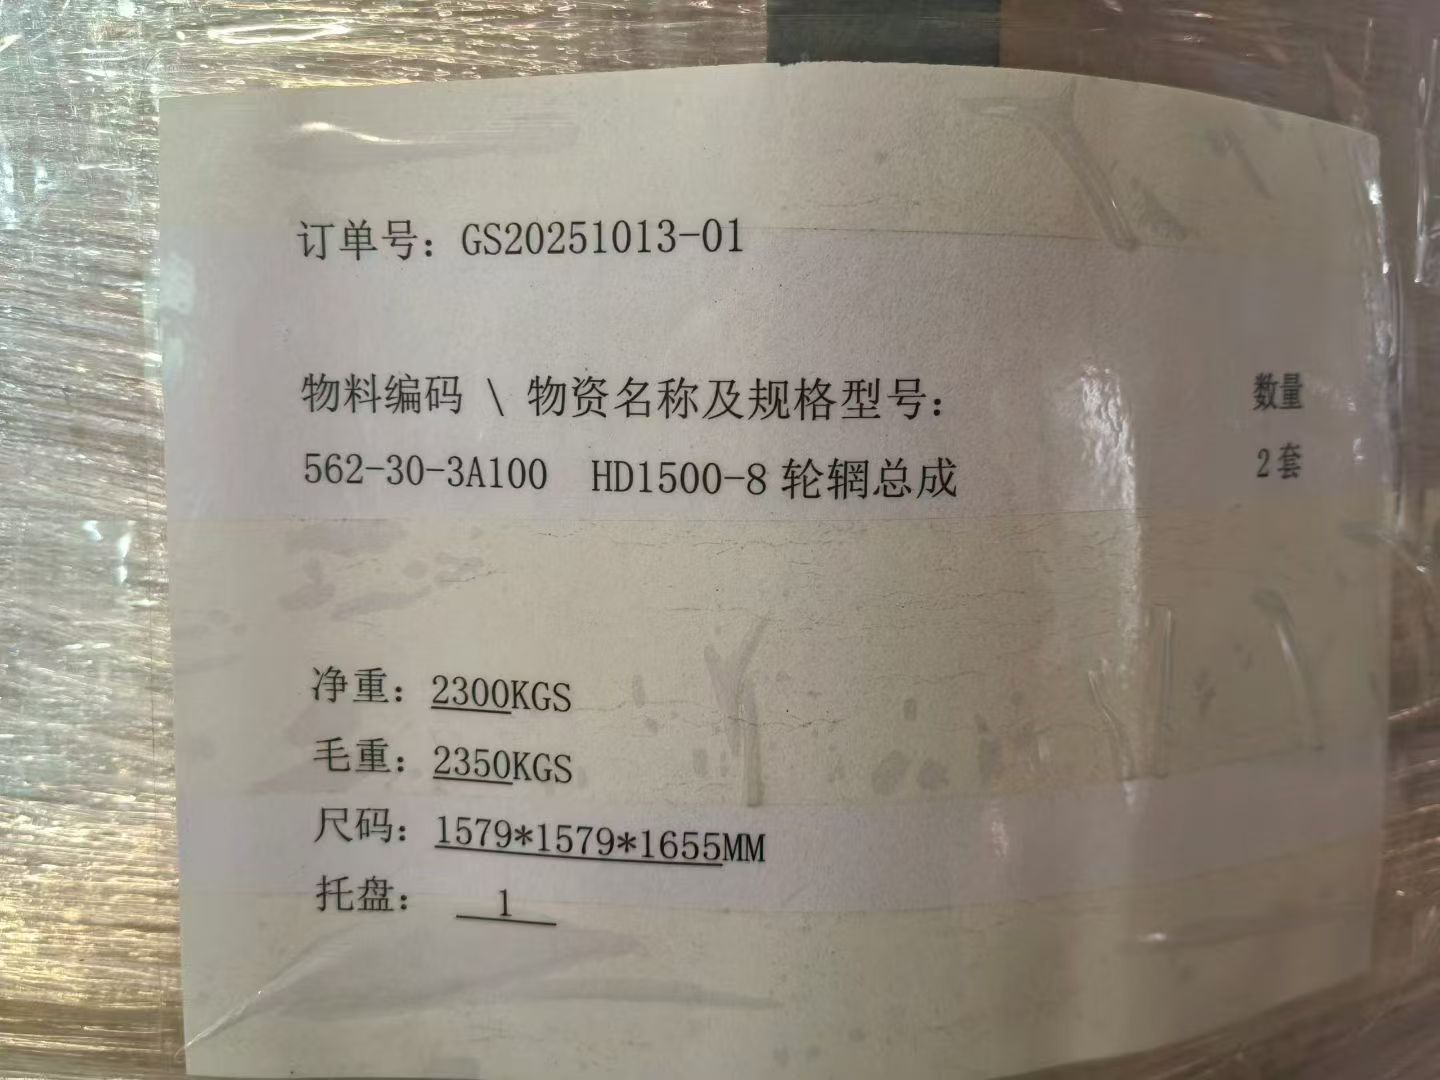 订单号：GS20251013-01
物料编码 \ 物资名称及规格型号： 数量
562-30-3A100 HD1500-8 轮辋总成 2 套
净重：2300KGS
毛重：2350KGS
尺码：1579*1579*1655MM
托盘： 1